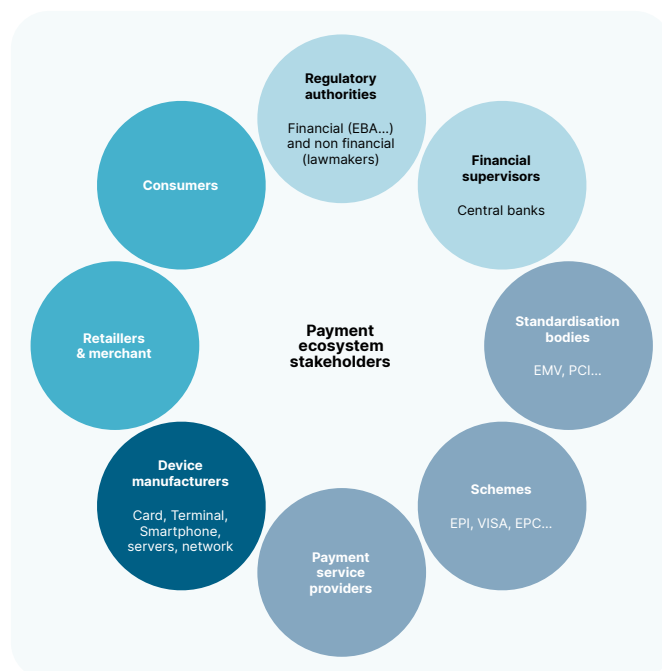 Regulatory
authorities
Financial (EBA...)
and non financial
(lawmakers)
Financial
supervisors
Central banks
Standardisation
bodies
EMV, PCI...
Schemes
EPI, VISA, EPC...
Payment
service
providers
Device
manufacturers
Card, Terminal,
Smartphone,
servers, network
Retaillers
& merchant
Consumers
Payment
ecosystem
stakeholders